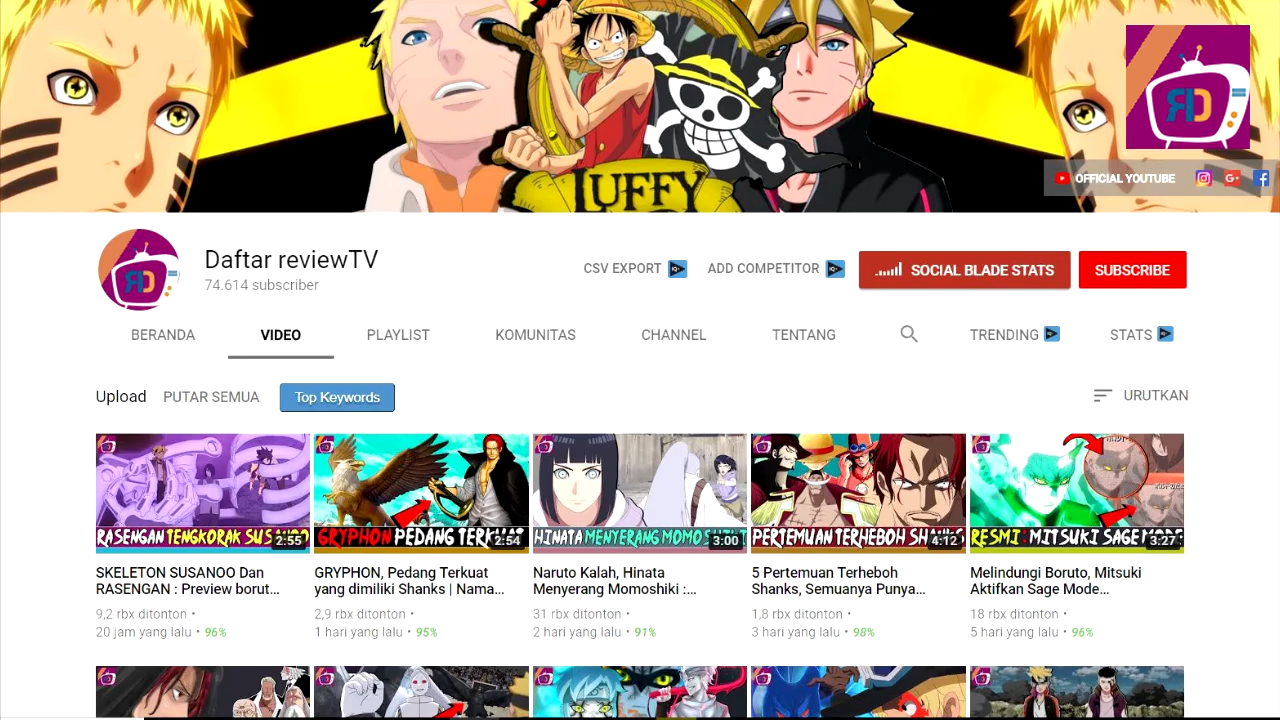 LUFFY
RD
OFFICIAL YOUTUBE
Daftar reviewTV
74.614 subscriber
CSV EXPORT
ADD COMPETITOR
SOCIAL BLADE STATS
SUBSCRIBE
BERANDA VIDEO PLAYLIST KOMUNITAS CHANNEL TENTANG TRENDING STATS
Upload PUTAR SEMUA Top Keywords URUTKAN
RASENGAN TENGKORAK
2:55
SKELETON SUSANOO Dan
RASENGAN : Preview borut...
9,2 rbx ditonton •
20 jam yang lalu • 96%
GRYPHON PEDANG
2:54
GRYPHON, Pedang Terkuat
yang dimiliki Shanks | Nama...
2,9 rbx ditonton •
1 hari yang lalu • 95%
HINATA MENYERANG MOMO
3:00
Naruto Kalah, Hinata
Menyerang Momoshiki :...
31 rbx ditonton •
2 hari yang lalu • 91%
PERTEMUAN TERHEBOH
4:12
5 Pertemuan Terheboh
Shanks, Semuanya Punya...
1,8 rbx ditonton •
3 hari yang lalu • 98%
RESMI : MITSUKI SAGE
3:27
Melindungi Boruto, Mitsuki
Aktifkan Sage Mode...
18 rbx ditonton •
5 hari yang lalu • 96%